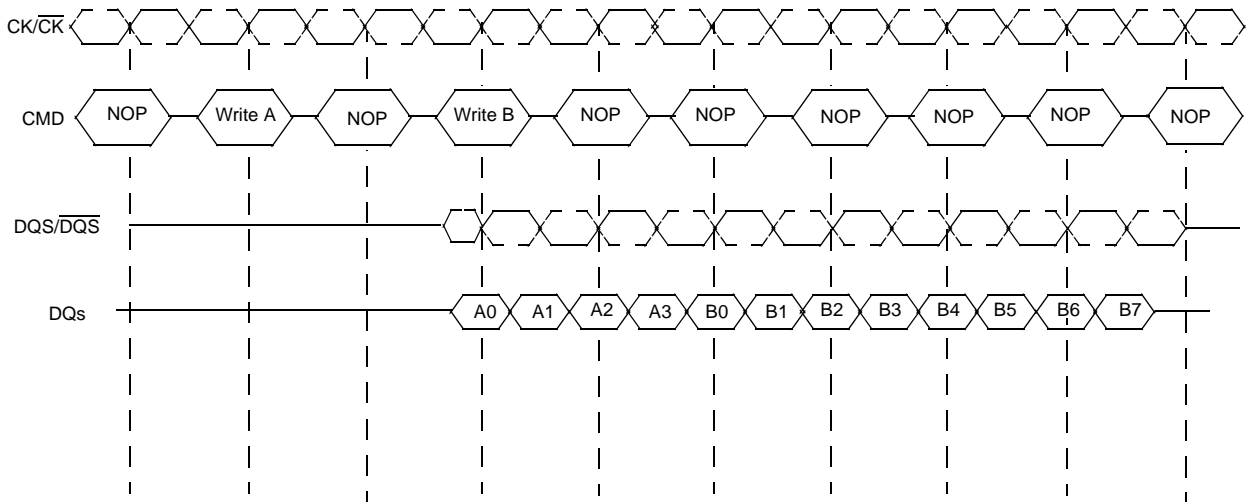 CK/CK
CMD NOP Write A NOP Write B NOP NOP NOP NOP NOP NOP
DQS/DQS
DQs A0 A1 A2 A3 B0 B1 B2 B3 B4 B5 B6 B7